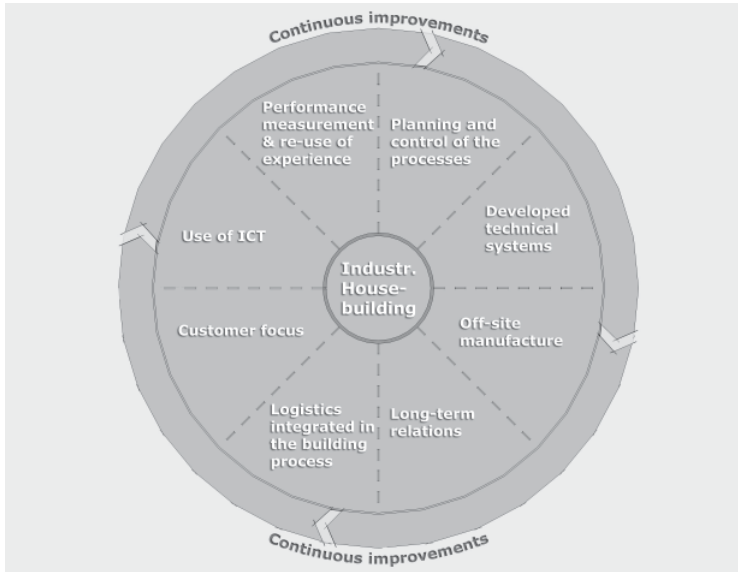 Continuous improvements
Performance
measurement
& re-use of
experience
Planning and
control of the
processes
Use of ICT
Developed
technical
systems
Industr.
House-
building
Customer focus
Off-site
manufacture
Logistics
integrated in
the building
process
Long-term
relations
Continuous improvements